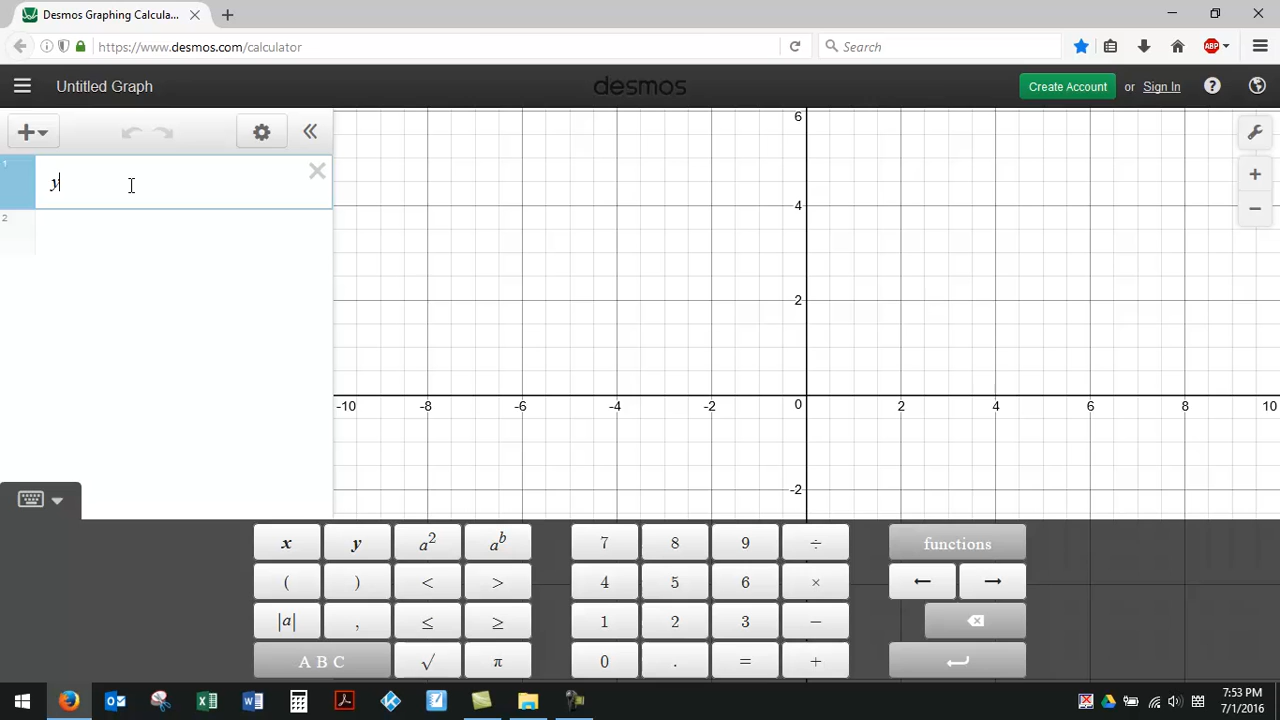 Desmos Graphing Calcula...
https://www.desmos.com/calculator
Search
ABP
Untitled Graph
desmos
Create Account or Sign In
?
1
y
2
6
4
2
-10 -8 -6 -4 -2 0 2 4 6 8 10
-2
x y a² aᵇ 7 8 9 ÷ functions
( ) < > 4 5 6 × ← →
|a| , ≤ ≥ 1 2 3 −
A B C √ π 0 . = +
7:53 PM
7/1/2016